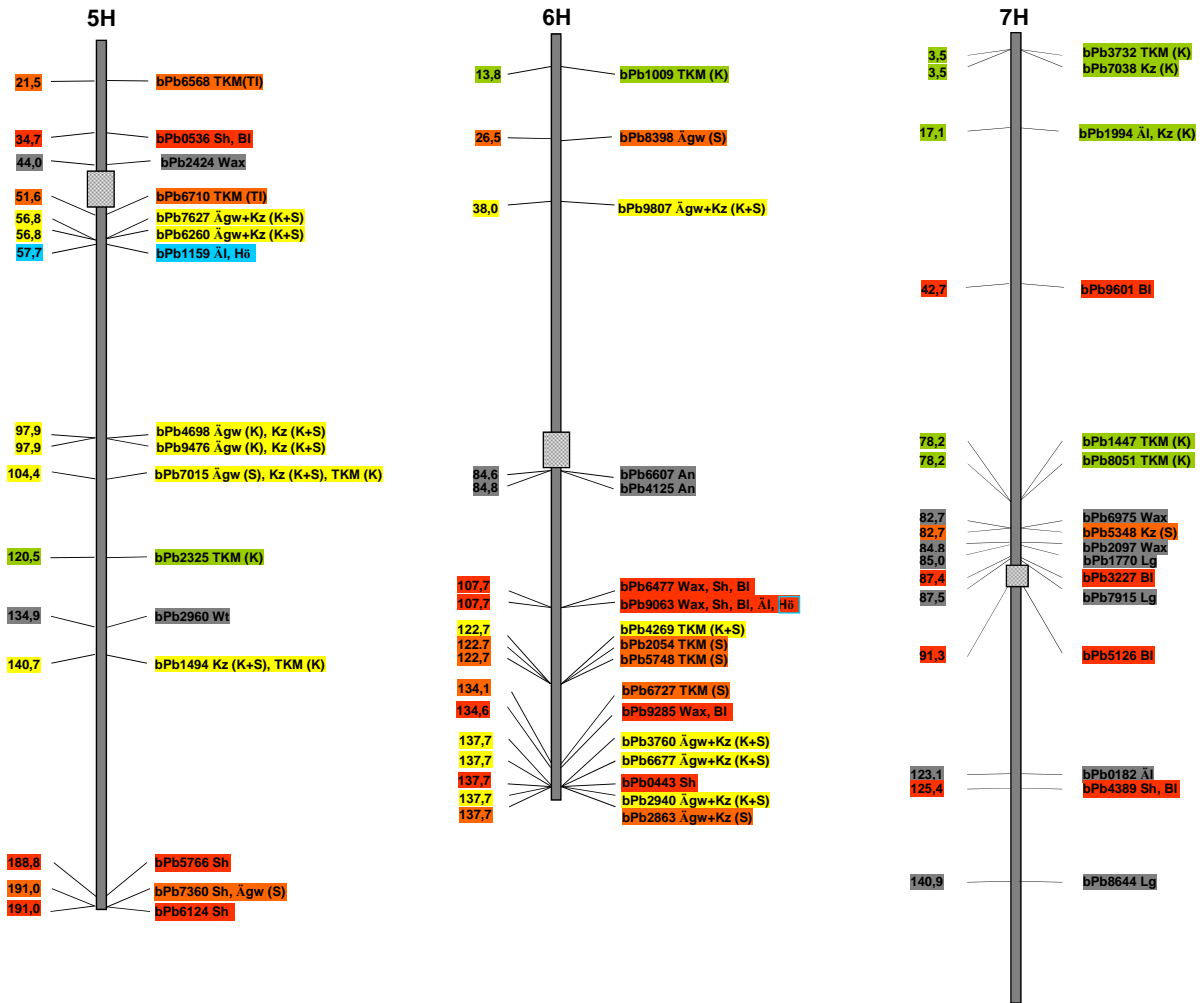 5H
21,5 bPb6568 TKM(TI)
34,7 bPb0536 Sh, Bl
44,0 bPb2424 Wax
51,6 bPb6710 TKM (TI)
56,8 bPb7627 Ägw+Kz (K+S)
56,8 bPb6260 Ägw+Kz (K+S)
57,7 bPb1159 Äl, Hö
97,9 bPb4698 Ägw (K), Kz (K+S)
97,9 bPb9476 Ägw (K), Kz (K+S)
104,4 bPb7015 Ägw (S), Kz (K+S), TKM (K)
120,5 bPb2325 TKM (K)
134,9 bPb2960 Wt
140,7 bPb1494 Kz (K+S), TKM (K)
188,8 bPb5766 Sh
191,0 bPb7360 Sh, Ägw (S)
191,0 bPb6124 Sh
6H
13,8 bPb1009 TKM (K)
26,5 bPb8398 Ägw (S)
38,0 bPb9807 Ägw+Kz (K+S)
84,6 bPb6607 An
84,8 bPb4125 An
107,7 bPb6477 Wax, Sh, Bl
107,7 bPb9063 Wax, Sh, Bl, Äl, Hö
122,7 bPb4269 TKM (K+S)
122,7 bPb2054 TKM (S)
122,7 bPb5748 TKM (S)
134,1 bPb6727 TKM (S)
134,6 bPb9285 Wax, Bl
137,7 bPb3760 Ägw+Kz (K+S)
137,7 bPb6677 Ägw+Kz (K+S)
137,7 bPb0443 Sh
137,7 bPb2940 Ägw+Kz (K+S)
137,7 bPb2863 Ägw+Kz (S)
7H
3,5 bPb3732 TKM (K)
3,5 bPb7038 Kz (K)
17,1 bPb1994 Äl, Kz (K)
42,7 bPb9601 Bl
78,2 bPb1447 TKM (K)
78,2 bPb8051 TKM (K)
82,7 bPb6975 Wax
82,7 bPb5348 Kz (S)
84,8 bPb2097 Wax
85,0 bPb1770 Lg
87,4 bPb3227 Bl
87,5 bPb7915 Lg
91,3 bPb5126 Bl
123,1 bPb0182 Äl
125,4 bPb4389 Sh, Bl
140,9 bPb8644 Lg